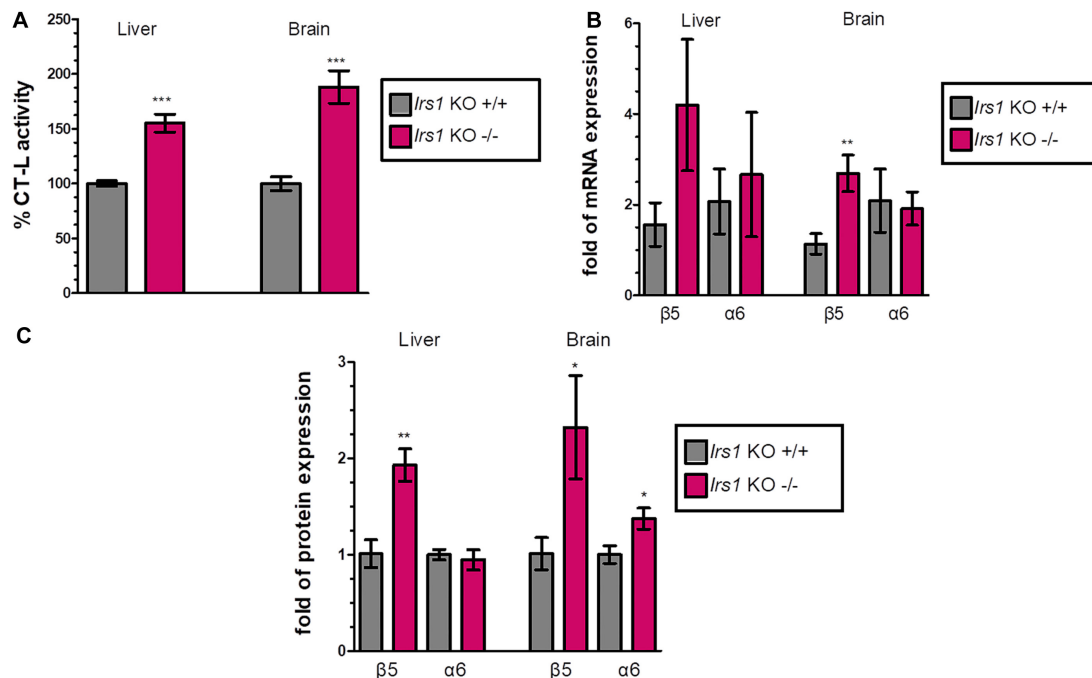 A
Liver Brain
% CT-L activity
250
200
150
100
50
0
***
***
Irs1 KO +/+
Irs1 KO -/-
B
Liver Brain
fold of mRNA expression
6
4
2
0
**
β5 α6 β5 α6
Irs1 KO +/+
Irs1 KO -/-
C
Liver Brain
fold of protein expression
3
2
1
0
**
*
*
β5 α6 β5 α6
Irs1 KO +/+
Irs1 KO -/-